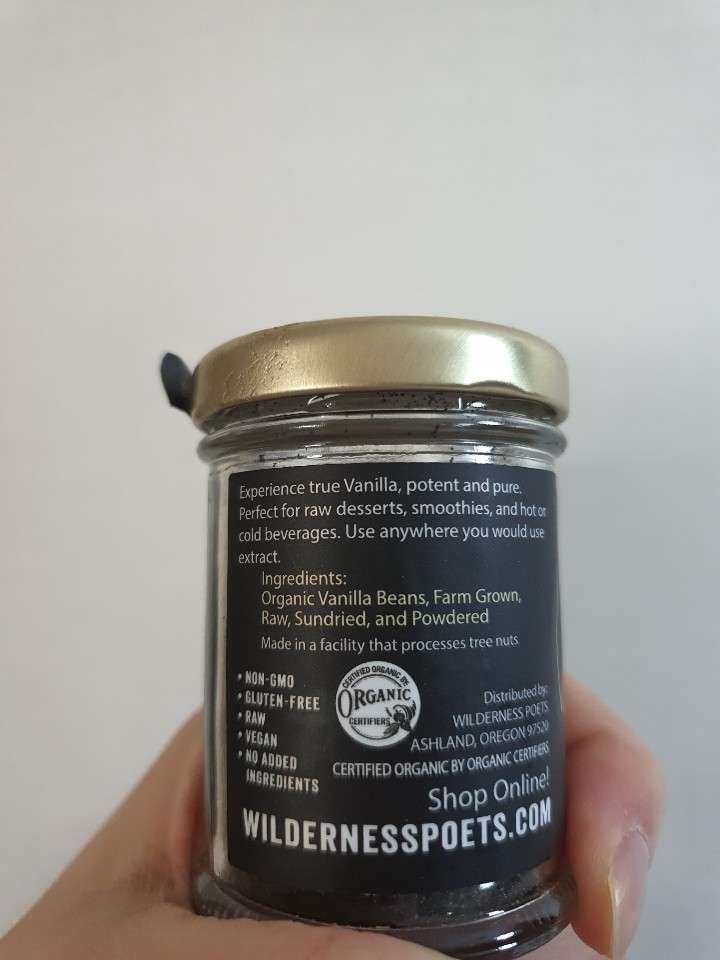 Experience true Vanilla, potent and pure.
Perfect for raw desserts, smoothies, and hot or
cold beverages. Use anywhere you would use
extract.
Ingredients:
Organic Vanilla Beans, Farm Grown,
Raw, Sundried, and Powdered
Made in a facility that processes tree nuts
• NON-GMO
• GLUTEN-FREE
• RAW
• VEGAN
• NO ADDED
INGREDIENTS
CERTIFIED ORGANIC BY
ORGANIC
CERTIFIERS
Distributed by:
WILDERNESS POETS
ASHLAND, OREGON 97520
CERTIFIED ORGANIC BY ORGANIC CERTIFIERS
Shop Online!
WILDERNESSPOETS.COM